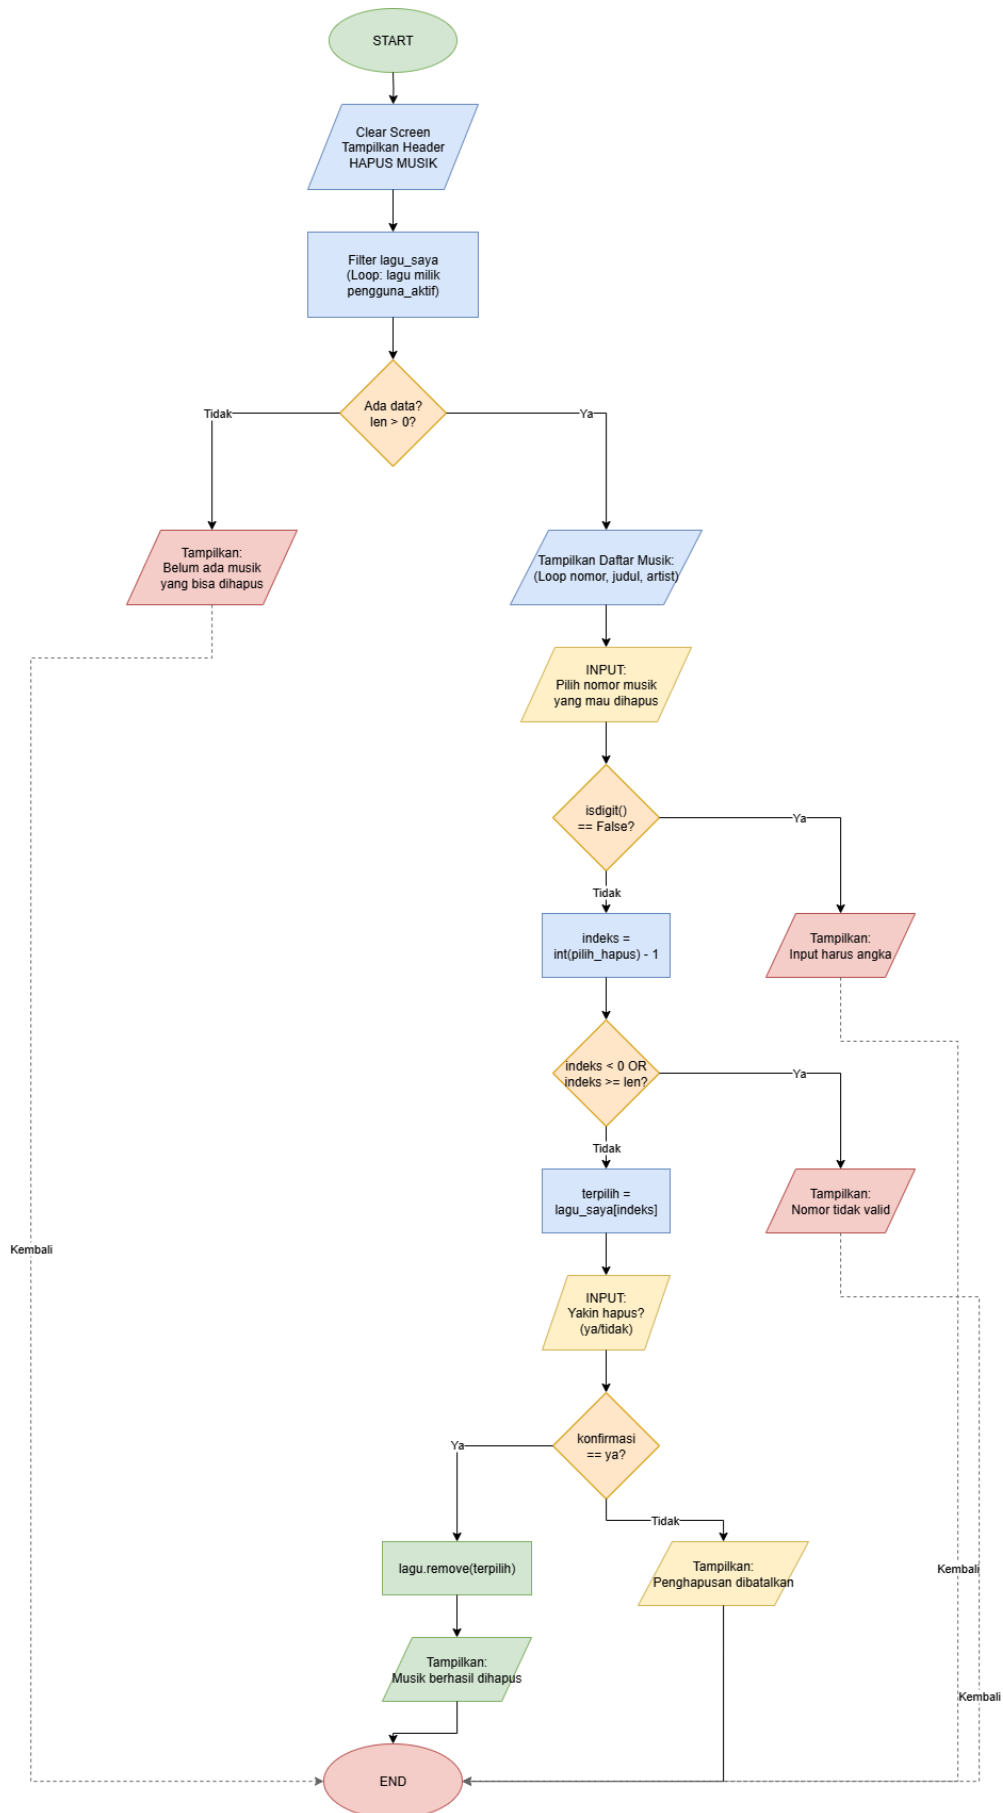 START
Clear Screen
Tampilkan Header
HAPUS MUSIK
Filter lagu_saya
(Loop: lagu milik
pengguna_aktif)
Ada data?
len > 0?
Tidak
Ya
Tampilkan:
Belum ada musik
yang bisa dihapus
Tampilkan Daftar Musik:
(Loop nomor, judul, artist)
INPUT:
Pilih nomor musik
yang mau dihapus
isdigit()
== False?
Ya
Tidak
indeks =
int(pilih_hapus) - 1
Tampilkan:
Input harus angka
indeks < 0 OR
indeks >= len?
Ya
Tidak
terpilih =
lagu_saya[indeks]
Tampilkan:
Nomor tidak valid
Kembali
INPUT:
Yakin hapus?
(ya/tidak)
konfirmasi
== ya?
Ya
Tidak
lagu.remove(terpilih)
Tampilkan:
Penghapusan dibatalkan
Kembali
Tampilkan:
Musik berhasil dihapus
Kembali
END